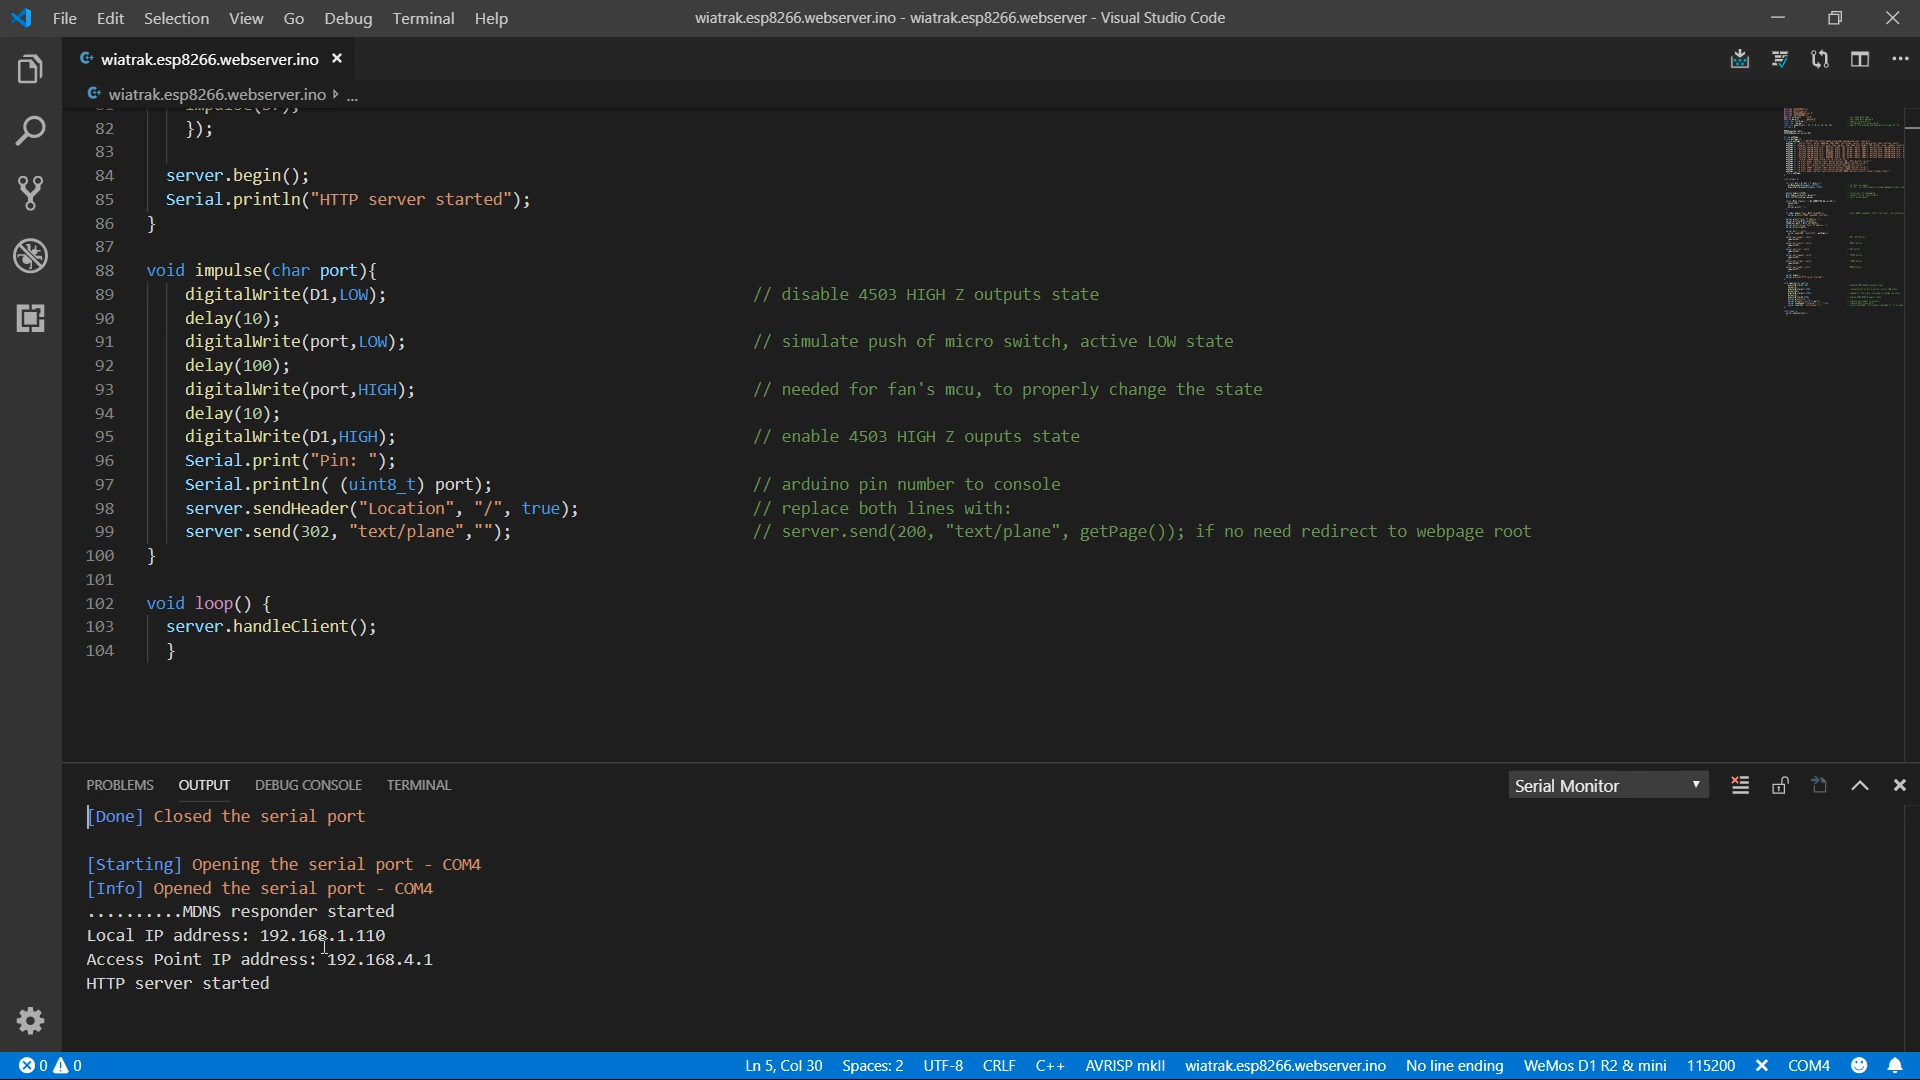 File Edit Selection View Go Debug Terminal Help
wiatrak.esp8266.webserver.ino - wiatrak.esp8266.webserver - Visual Studio Code
wiatrak.esp8266.webserver.ino
wiatrak.esp8266.webserver.ino ...
82 });
83
84 server.begin();
85 Serial.println("HTTP server started");
86 }
87
88 void impulse(char port){
89 digitalWrite(D1,LOW); // disable 4503 HIGH Z outputs state
90 delay(10);
91 digitalWrite(port,LOW); // simulate push of micro switch, active LOW state
92 delay(100);
93 digitalWrite(port,HIGH); // needed for fan's mcu, to properly change the state
94 delay(10);
95 digitalWrite(D1,HIGH); // enable 4503 HIGH Z ouputs state
96 Serial.print("Pin: ");
97 Serial.println( (uint8_t) port); // arduino pin number to console
98 server.sendHeader("Location", "/", true); // replace both lines with:
99 server.send(302, "text/plane",""); // server.send(200, "text/plane", getPage()); if no need redirect to webpage root
100 }
101
102 void loop() {
103 server.handleClient();
104 }
PROBLEMS OUTPUT DEBUG CONSOLE TERMINAL Serial Monitor
[Done] Closed the serial port
[Starting] Opening the serial port - COM4
[Info] Opened the serial port - COM4
..........MDNS responder started
Local IP address: 192.168.1.110
Access Point IP address: 192.168.4.1
HTTP server started
0 0 Ln 5, Col 30 Spaces: 2 UTF-8 CRLF C++ AVRISP mkII wiatrak.esp8266.webserver.ino No line ending WeMos D1 R2 & mini 115200 COM4